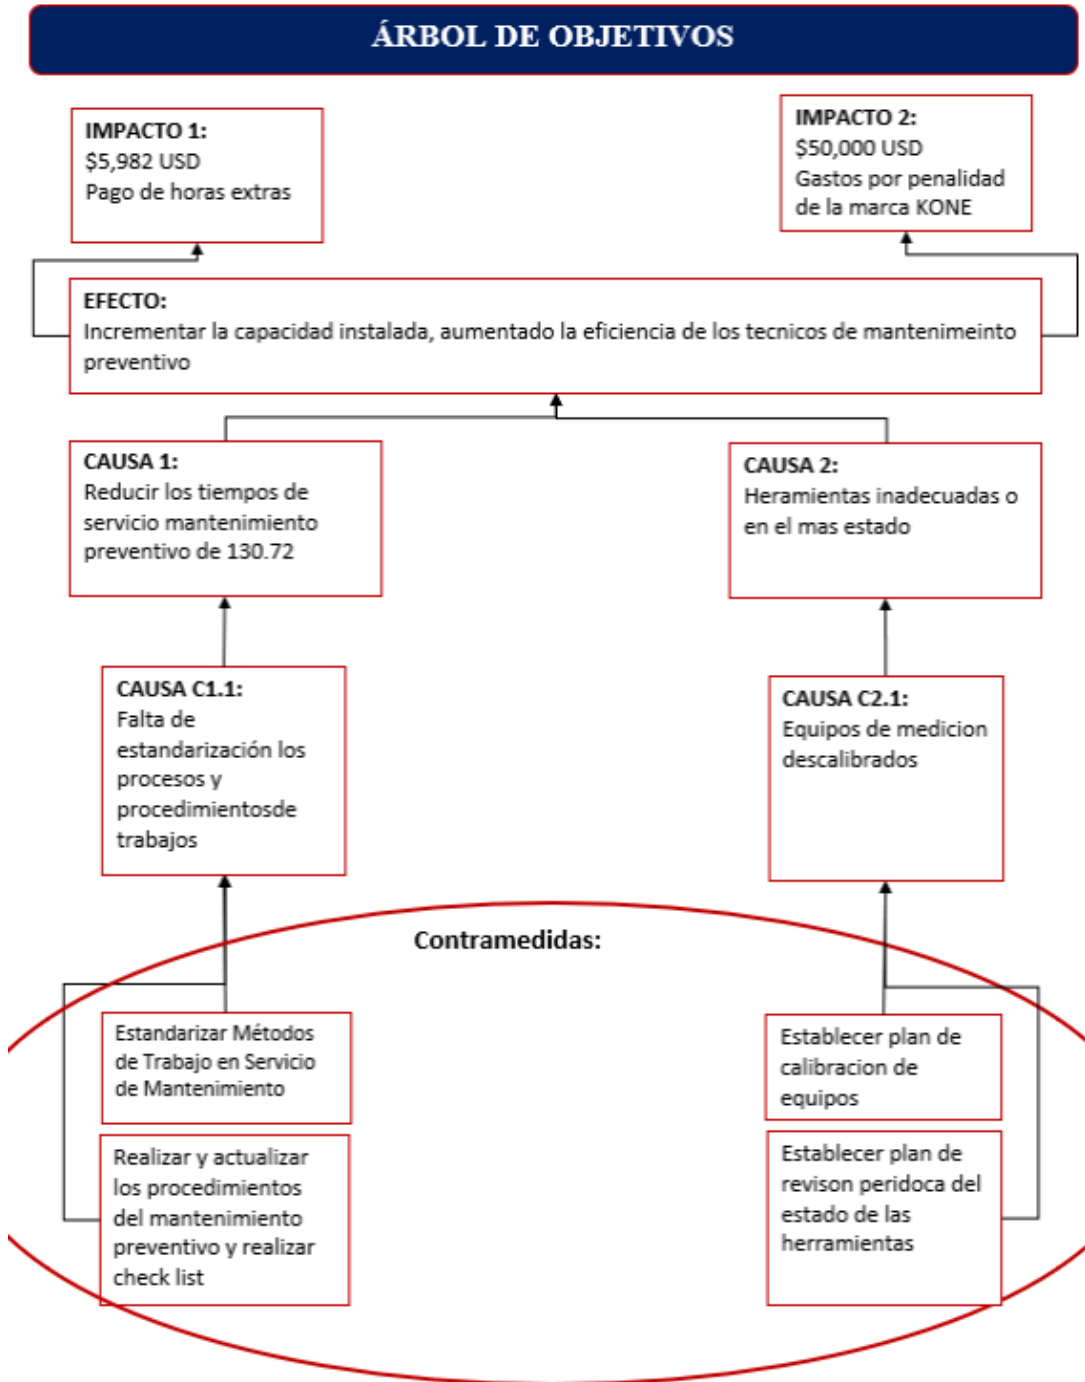 ÁRBOL DE OBJETIVOS
IMPACTO 1:
$5,982 USD
Pago de horas extras
IMPACTO 2:
$50,000 USD
Gastos por penalidad
de la marca KONE
EFECTO:
Incrementar la capacidad instalada, aumentado la eficiencia de los tecnicos de mantenimeinto
preventivo
CAUSA 1:
Reducir los tiempos de
servicio mantenimiento
preventivo de 130.72
CAUSA 2:
Heramientas inadecuadas o
en el mas estado
CAUSA C1.1:
Falta de
estandarización los
procesos y
procedimientosde
trabajos
CAUSA C2.1:
Equipos de medicion
descalibrados
Contramedidas:
Estandarizar Métodos
de Trabajo en Servicio
de Mantenimiento
Realizar y actualizar
los procedimientos
del mantenimiento
preventivo y realizar
check list
Establecer plan de
calibracion de
equipos
Establecer plan de
revison peridoca del
estado de las
herramientas